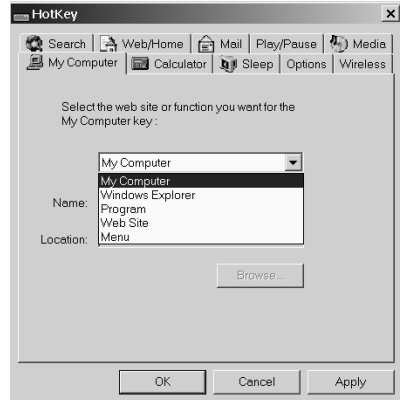 HotKey
Search Web/Home Mail Play/Pause Media
My Computer Calculator Sleep Options Wireless
Select the web site or function you want for the
My Computer key :
My Computer
My Computer
Windows Explorer
Name:
Program
Web Site
Location:
Menu
Browse...
OK Cancel Apply